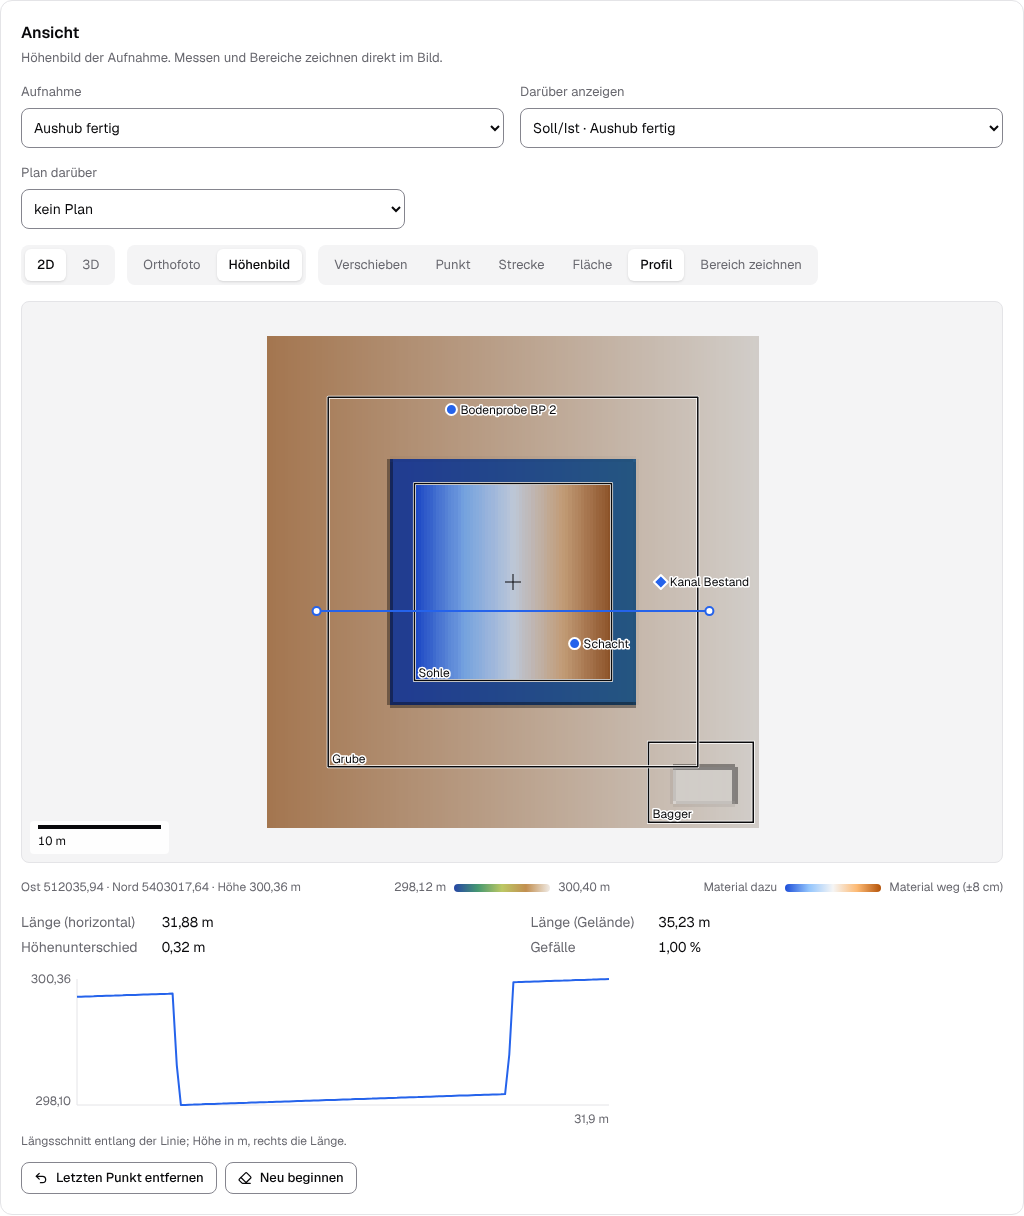 Ansicht
Höhenbild der Aufnahme. Messen und Bereiche zeichnen direkt im Bild.
Aufnahme
Darüber anzeigen
Aushub fertig
Soll/Ist · Aushub fertig
Plan darüber
kein Plan
2D 3D Orthofoto Höhenbild Verschieben Punkt Strecke Fläche Profil Bereich zeichnen
Bodenprobe BP 2
Kanal Bestand
Schacht
Sohle
Grube
Bagger
10 m
Ost 512035,94 · Nord 5403017,64 · Höhe 300,36 m
298,12 m 300,40 m
Material dazu Material weg (±8 cm)
Länge (horizontal) 31,88 m
Länge (Gelände) 35,23 m
Höhenunterschied 0,32 m
Gefälle 1,00 %
300,36
298,10
31,9 m
Längsschnitt entlang der Linie; Höhe in m, rechts die Länge.
Letzten Punkt entfernen
Neu beginnen